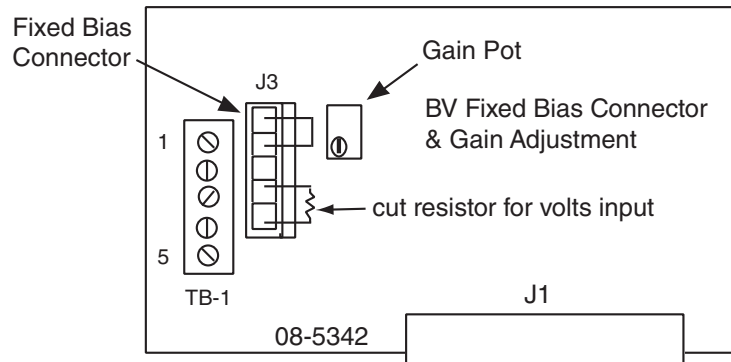 Fixed Bias
Connector
J3
Gain Pot
BV Fixed Bias Connector
& Gain Adjustment
1
cut resistor for volts input
5
TB-1
J1
08-5342